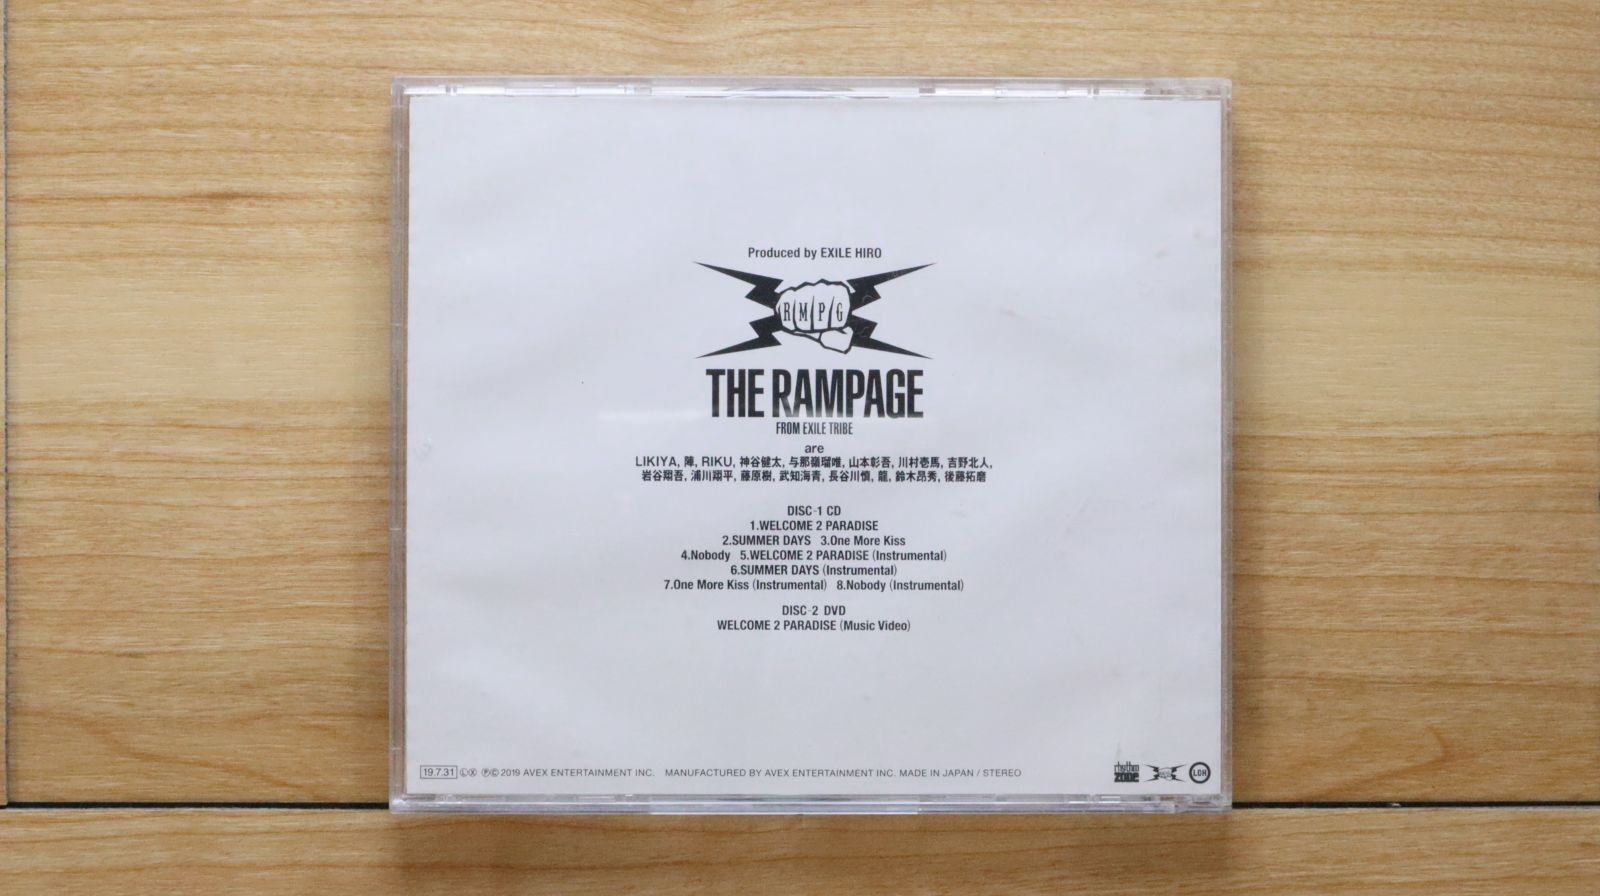 Produced by EXILE HIRO
RMPG
THE RAMPAGE
FROM EXILE TRIBE
are
LIKIYA, 陣, RIKU, 神谷健太, 与那嶺瑠唯, 山本彰吾, 川村壱馬, 吉野北人,
岩谷翔吾, 浦川翔平, 藤原樹, 武知海青, 長谷川慎, 龍, 鈴木昂秀, 後藤拓磨
DISC-1 CD
1.WELCOME 2 PARADISE
2.SUMMER DAYS 3.One More Kiss
4.Nobody 5.WELCOME 2 PARADISE (Instrumental)
6.SUMMER DAYS (Instrumental)
7.One More Kiss (Instrumental) 8.Nobody (Instrumental)
DISC-2 DVD
WELCOME 2 PARADISE (Music Video)
19.7.31 ⓁⓍ ℗© 2019 AVEX ENTERTAINMENT INC. MANUFACTURED BY AVEX ENTERTAINMENT INC. MADE IN JAPAN / STEREO
rhythm zone LDH